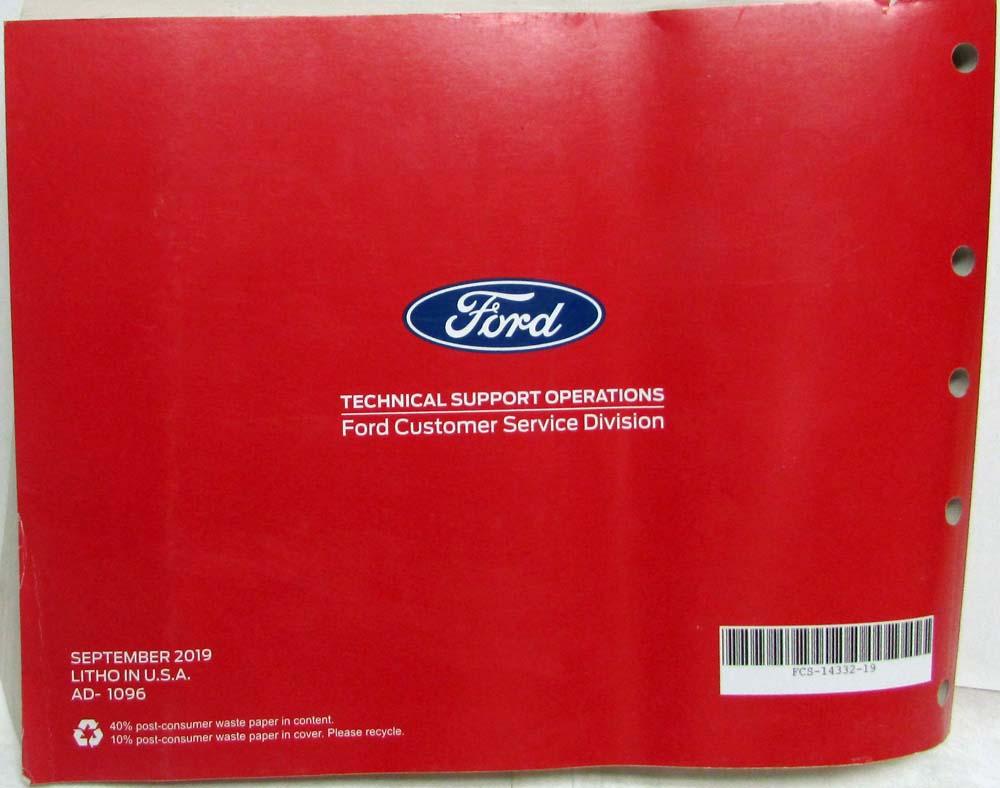 Ford
TECHNICAL SUPPORT OPERATIONS
Ford Customer Service Division
SEPTEMBER 2019
LITHO IN U.S.A.
AD- 1096
40% post-consumer waste paper in content.
10% post-consumer waste paper in cover. Please recycle.
FCS-14332-19